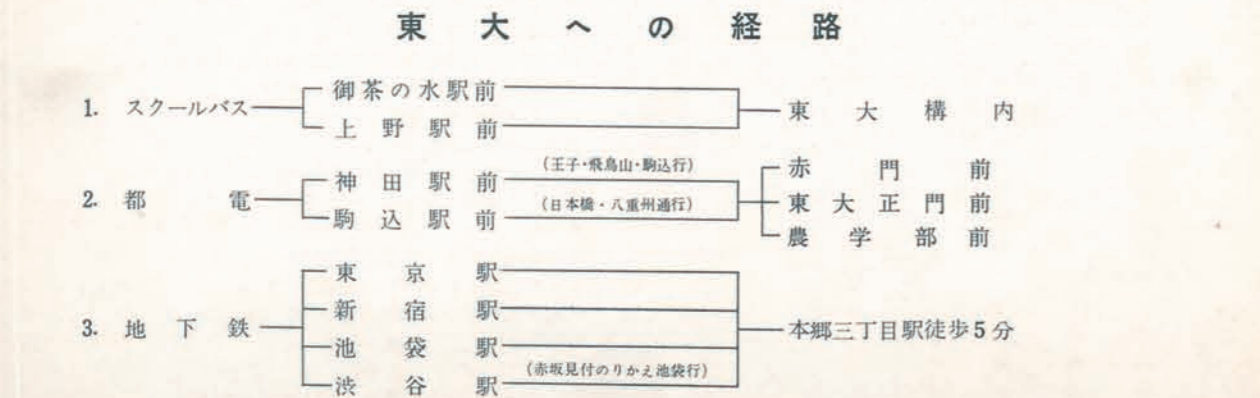 東大への経路
1. スクールバス
御茶の水駅前
上野駅前
東大構内
2. 都電
神田駅前
(王子・飛鳥山・駒込行)
駒込駅前
(日本橋・八重州通行)
赤門前
東大正門前
農学部前
3. 地下鉄
東京駅
新宿駅
池袋駅
渋谷駅
(赤坂見付のりかえ池袋行)
本郷三丁目駅徒歩5分